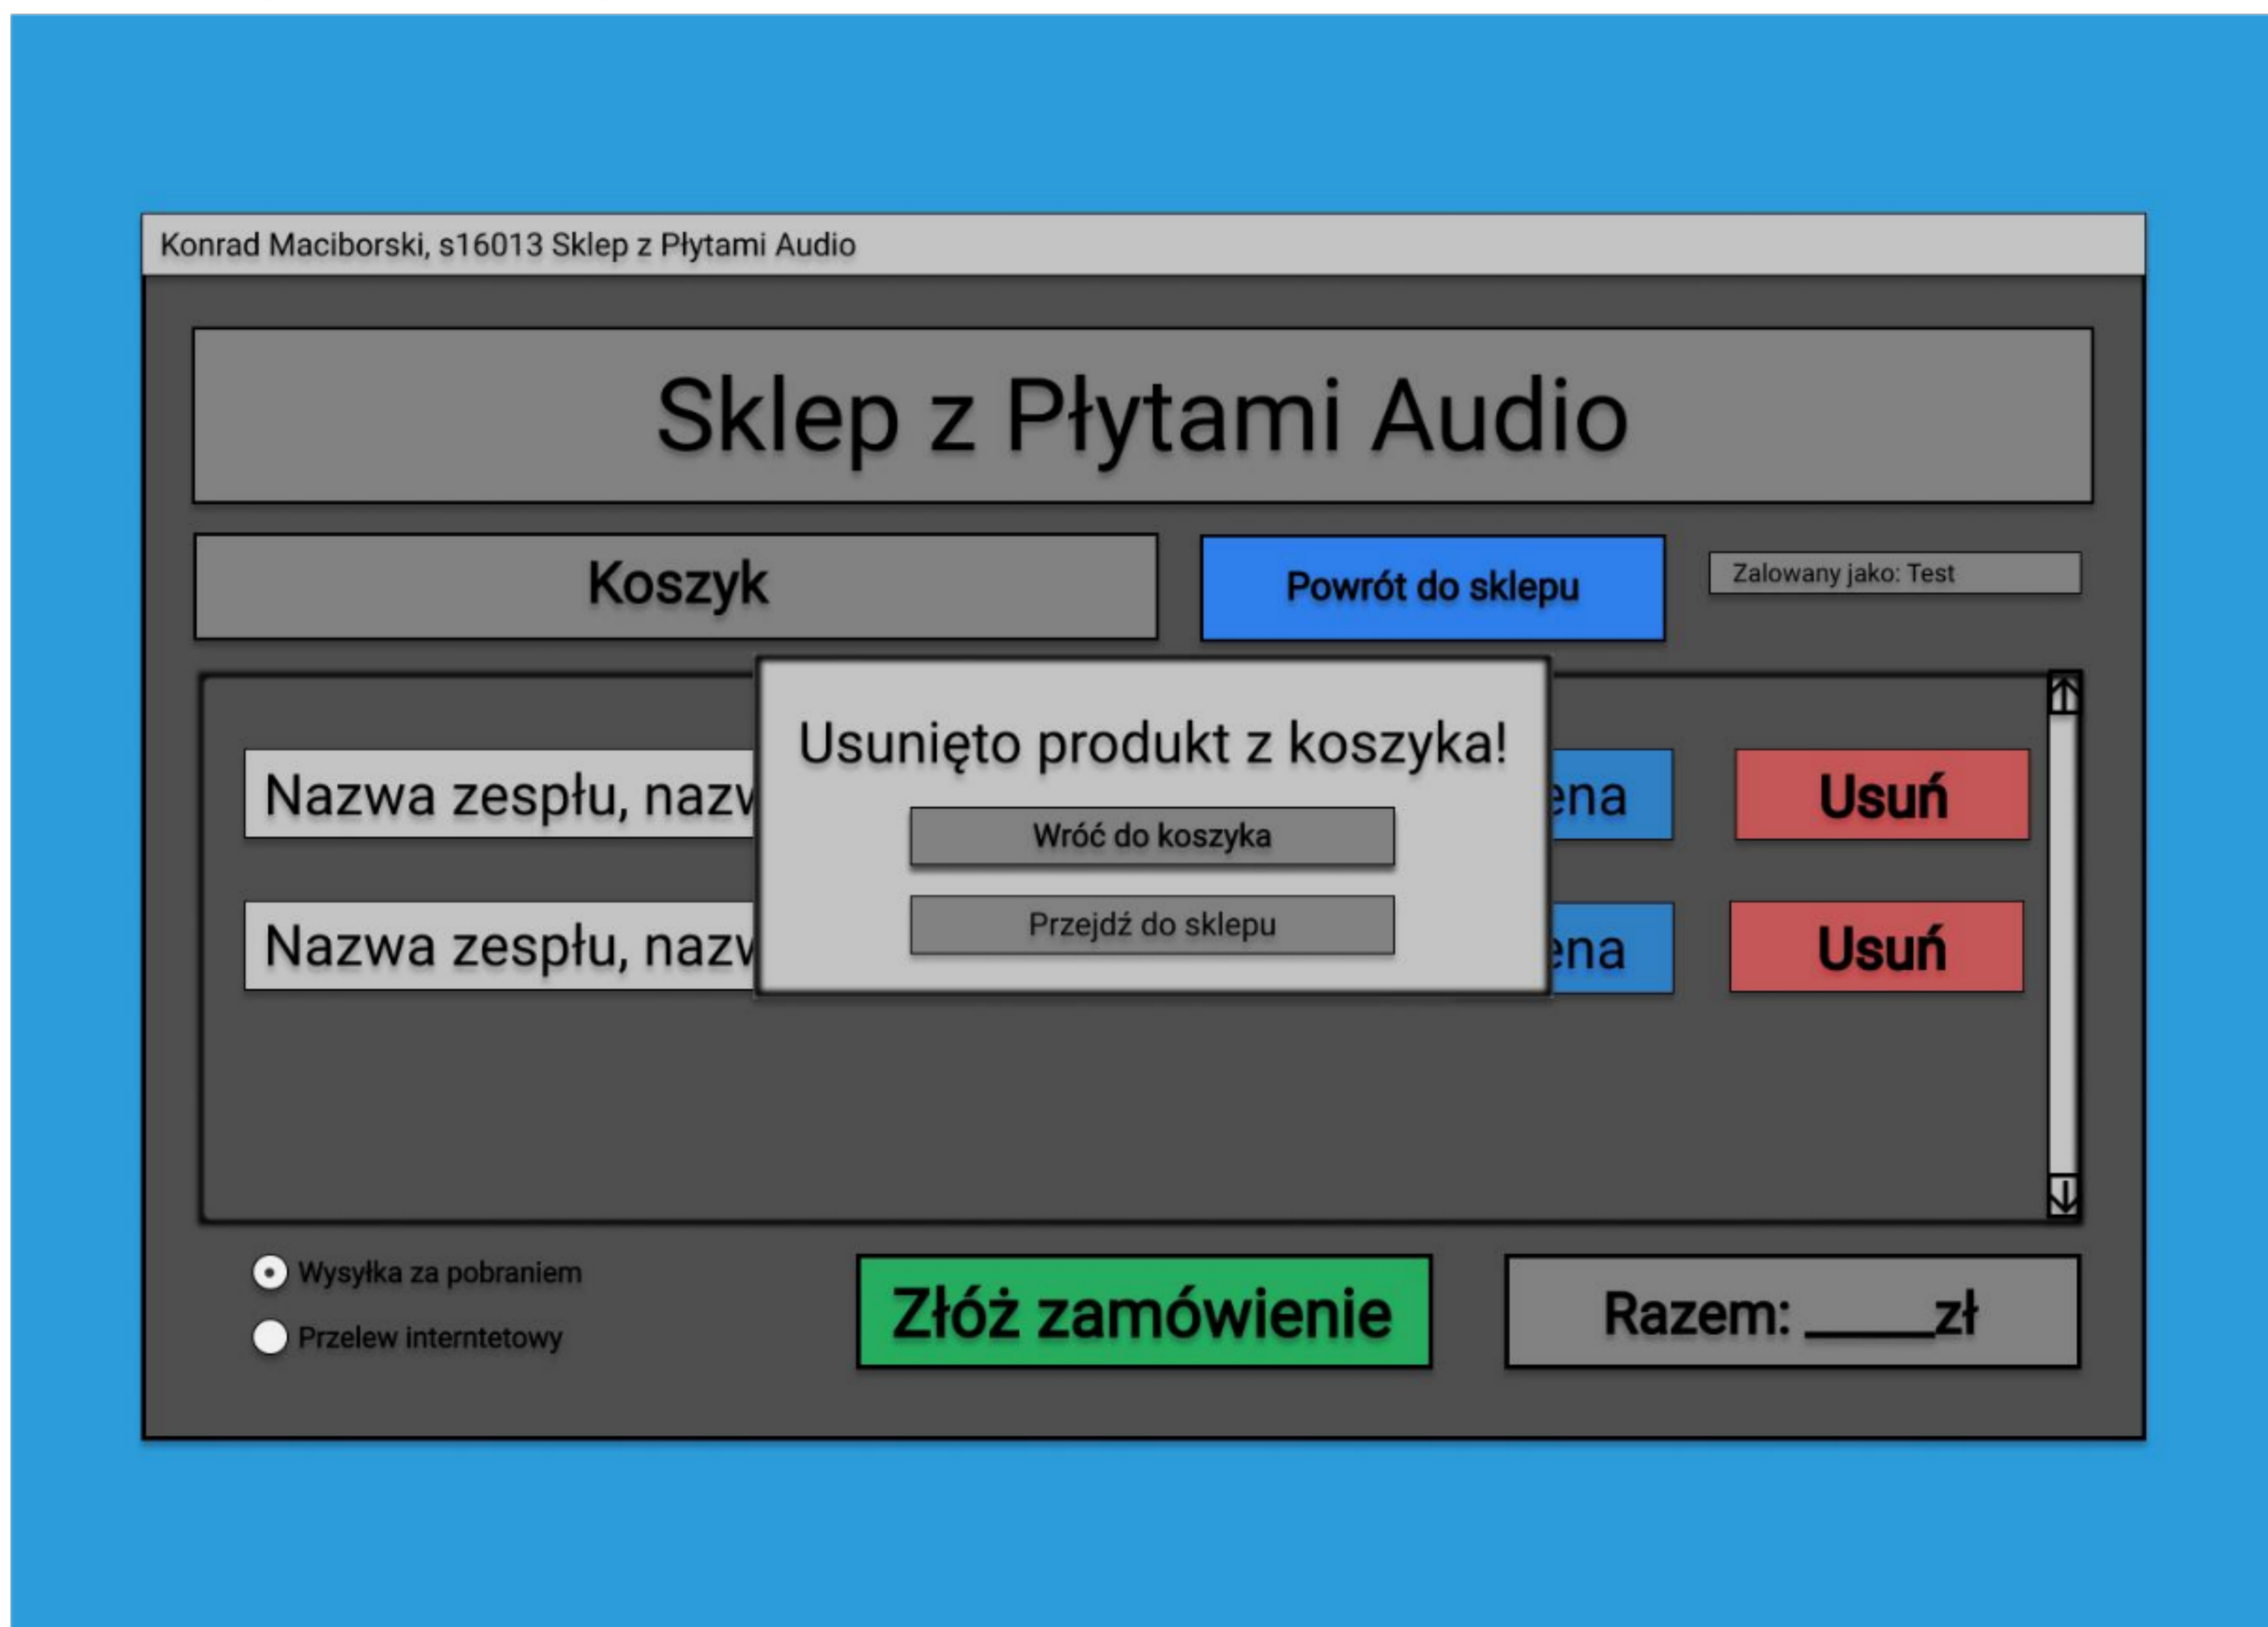 Konrad Maciborski, s16013 Sklep z Płytami Audio
Sklep z Płytami Audio
Koszyk
Powrót do sklepu
Zalowany jako: Test
Usunięto produkt z koszyka!
Nazwa zespłu, nazw
ena
Usuń
Wróć do koszyka
Przejdź do sklepu
Nazwa zespłu, nazw
ena
Usuń
Wysyłka za pobraniem
Przelew interntetowy
Złóż zamówienie
Razem: _____zł